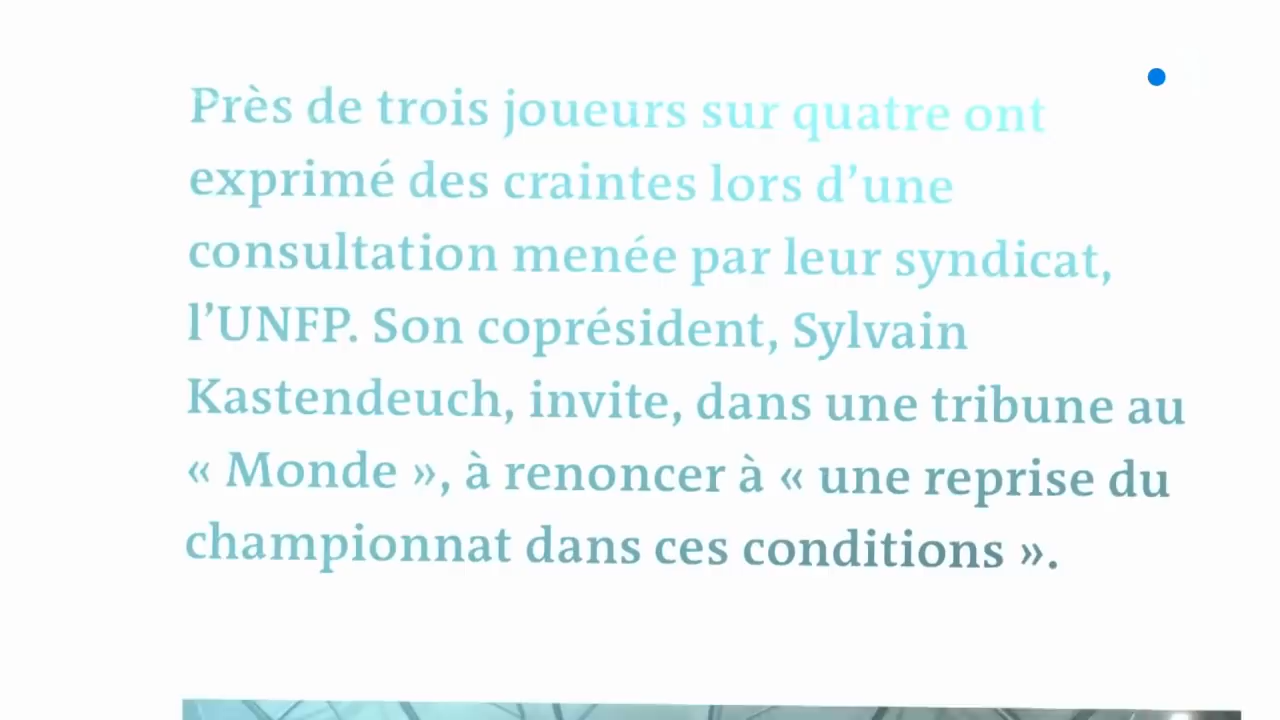 Près de trois joueurs sur quatre ont
exprimé des craintes lors d’une
consultation menée par leur syndicat,
l’UNFP. Son coprésident, Sylvain
Kastendeuch, invite, dans une tribune au
« Monde », à renoncer à « une reprise du
championnat dans ces conditions ».